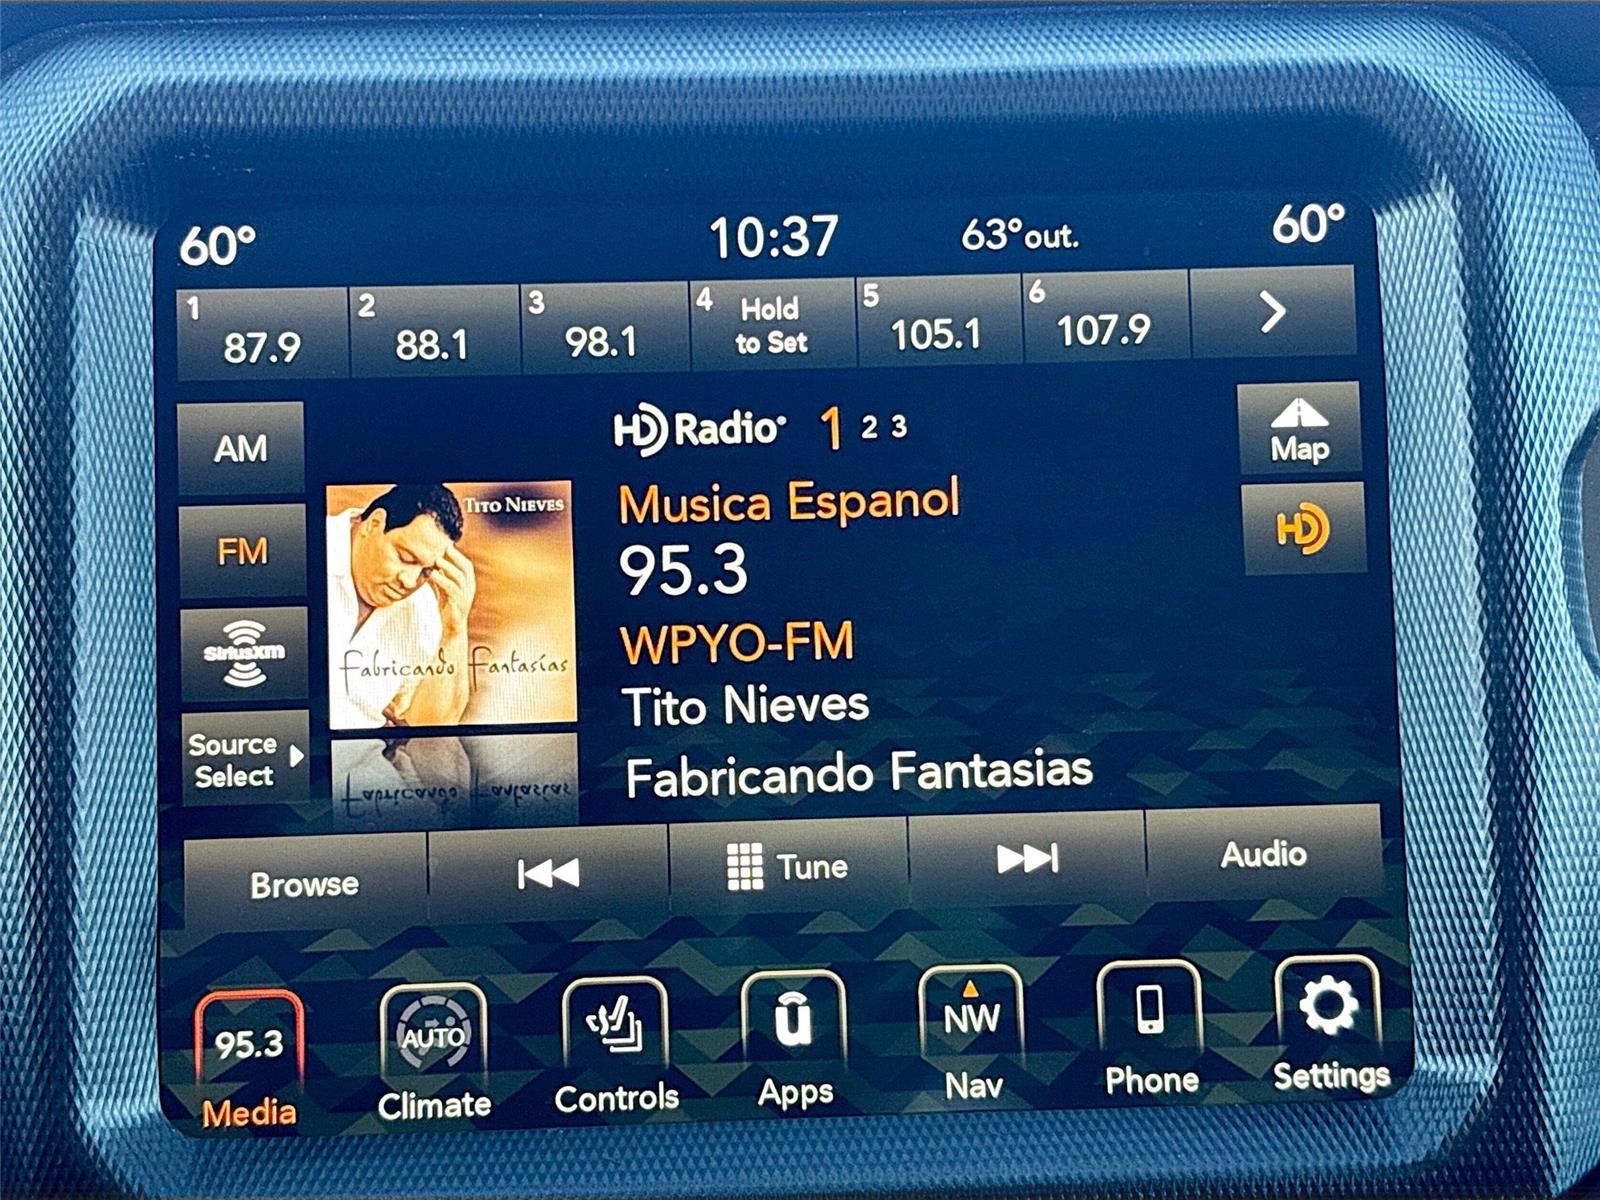 60° 10:37 63°out. 60°
1 87.9 2 88.1 3 98.1 4 Hold to Set 5 105.1 6 107.9
HD Radio 1 2 3
AM
Map
FM
HD
SiriusXM
Source
Select
TITO NIEVES
Fabricando Fantasías
Musica Espanol
95.3
WPYO-FM
Tito Nieves
Fabricando Fantasias
Browse Tune Audio
95.3 AUTO NW
Media Climate Controls Apps Nav Phone Settings